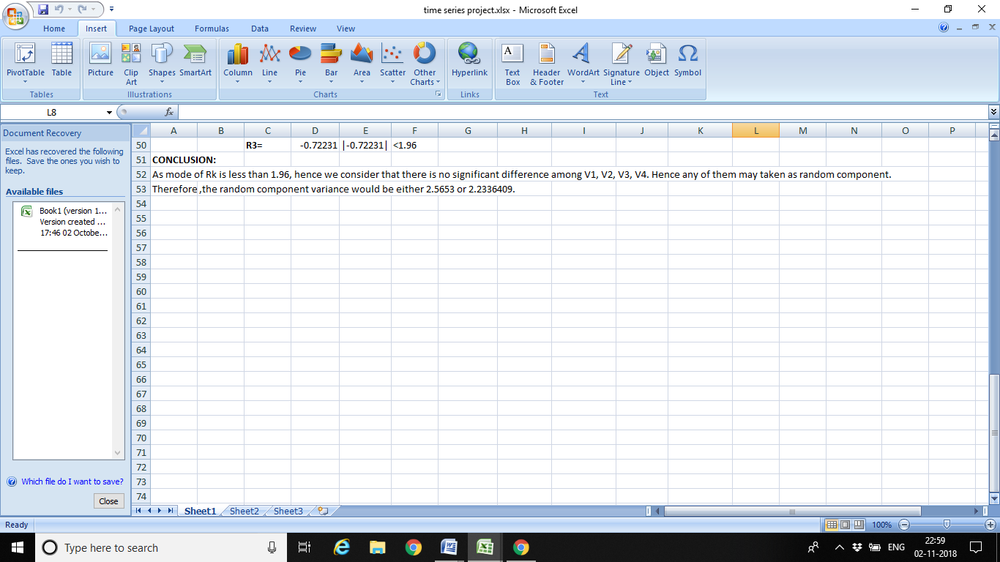 time series project.xlsx - Microsoft Excel
Home Insert Page Layout Formulas Data Review View
PivotTable Table Picture Clip Art Shapes SmartArt Column Line Pie Bar Area Scatter Other Charts Hyperlink Text Box Header & Footer WordArt Signature Line Object Symbol
Tables Illustrations Charts Links Text
L8 fx
Document Recovery
Excel has recovered the following
files. Save the ones you wish to
keep.
Available files
Book1 (version 1...
Version created ...
17:46 02 Octobe...
Which file do I want to save?
Close
A B C D E F G H I J K L M N O P
50 R3= -0.72231 |-0.72231| <1.96
51 CONCLUSION:
52 As mode of Rk is less than 1.96, hence we consider that there is no significant difference among V1, V2, V3, V4. Hence any of them may taken as random component.
53 Therefore ,the random component variance would be either 2.5653 or 2.2336409.
54
55
56
57
58
59
60
61
62
63
64
65
66
67
68
69
70
71
72
73
74
Sheet1 Sheet2 Sheet3
Ready 100%
Type here to search ENG 22:59
02-11-2018